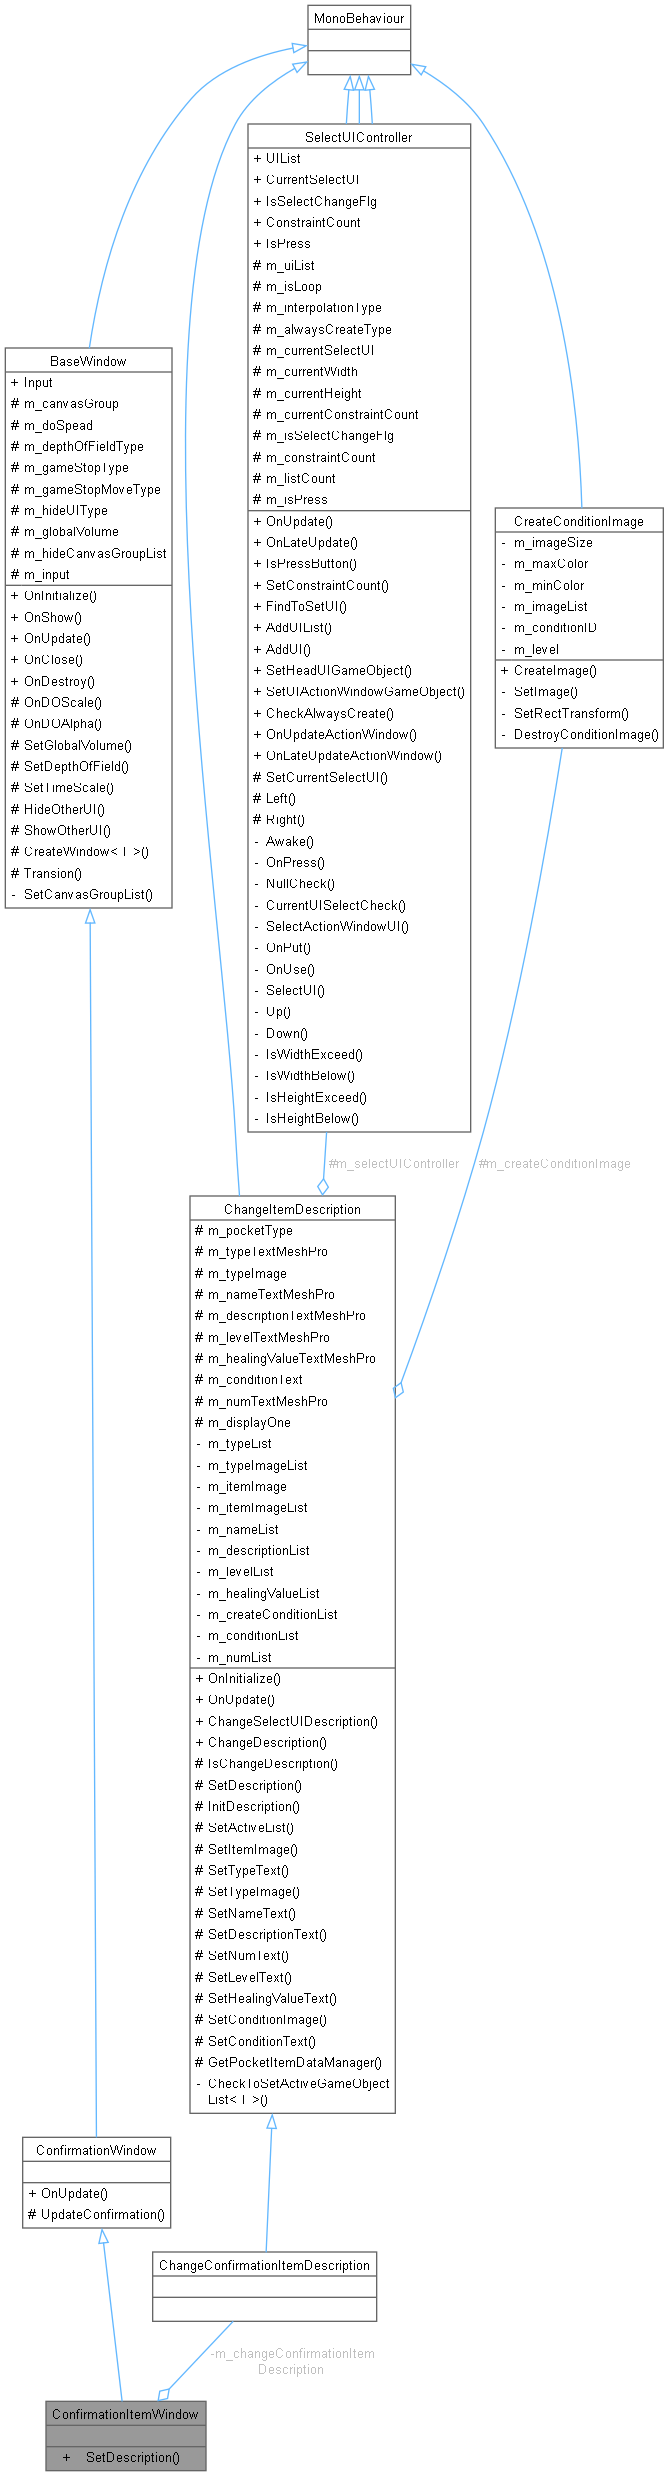 MonoBehaviour
SelectUIController
+ UIList
+ CurrentSelectUI
+ IsSelectChangeFlg
+ ConstraintCount
+ IsPress
# m_uiList
# m_isLoop
# m_interpolationType
# m_alwaysCreateType
# m_currentSelectUI
# m_currentWidth
# m_currentHeight
# m_currentConstraintCount
# m_isSelectChangeFlg
# m_constraintCount
# m_listCount
# m_isPress
+ OnUpdate()
+ OnLateUpdate()
+ IsPressButton()
+ SetConstraintCount()
+ FindToSetUI()
+ AddUIList()
+ AddUI()
+ SetHeadUIGameObject()
+ SetUIActionWindowGameObject()
+ CheckAlwaysCreate()
+ OnUpdateActionWindow()
+ OnLateUpdateActionWindow()
# SetCurrentSelectUI()
# Left()
# Right()
- Awake()
- OnPress()
- NullCheck()
- CurrentUISelectCheck()
- SelectActionWindowUI()
- OnPut()
- OnUse()
- SelectUI()
- Up()
- Down()
- IsWidthExceed()
- IsWidthBelow()
- IsHeightExceed()
- IsHeightBelow()
BaseWindow
+ Input
# m_canvasGroup
# m_doSpead
# m_depthOfFieldType
# m_gameStopType
# m_gameStopMoveType
# m_hideUIType
# m_globalVolume
# m_hideCanvasGroupList
# m_input
+ OnInitialize()
+ OnShow()
+ OnUpdate()
+ OnClose()
+ OnDestroy()
# OnDOScale()
# OnDOAlpha()
# SetGlobalVolume()
# SetDepthOfField()
# SetTimeScale()
# HideOtherUI()
# ShowOtherUI()
# CreateWindow< T >()
# Transion()
- SetCanvasGroupList()
CreateConditionImage
- m_imageSize
- m_maxColor
- m_minColor
- m_imageList
- m_conditionID
- m_level
+ CreateImage()
- SetImage()
- SetRectTransform()
- DestroyConditionImage()
#m_selectUIController
#m_createConditionImage
ChangeItemDescription
# m_pocketType
# m_typeTextMeshPro
# m_typeImage
# m_nameTextMeshPro
# m_descriptionTextMeshPro
# m_levelTextMeshPro
# m_healingValueTextMeshPro
# m_conditionText
# m_numTextMeshPro
# m_displayOne
- m_typeList
- m_typeImageList
- m_itemImage
- m_itemImageList
- m_nameList
- m_descriptionList
- m_levelList
- m_healingValueList
- m_createConditionList
- m_conditionList
- m_numList
+ OnInitialize()
+ OnUpdate()
+ ChangeSelectUIDescription()
+ ChangeDescription()
# IsChangeDescription()
# SetDescription()
# InitDescription()
# SetActiveList()
# SetItemImage()
# SetTypeText()
# SetTypeImage()
# SetNameText()
# SetDescriptionText()
# SetNumText()
# SetLevelText()
# SetHealingValueText()
# SetConditionImage()
# SetConditionText()
# GetPocketItemDataManager()
- CheckToSetActiveGameObject
List< T >()
ConfirmationWindow
+ OnUpdate()
# UpdateConfirmation()
ChangeConfirmationItemDescription
-m_changeConfirmationItem
Description
ConfirmationItemWindow
+ SetDescription()